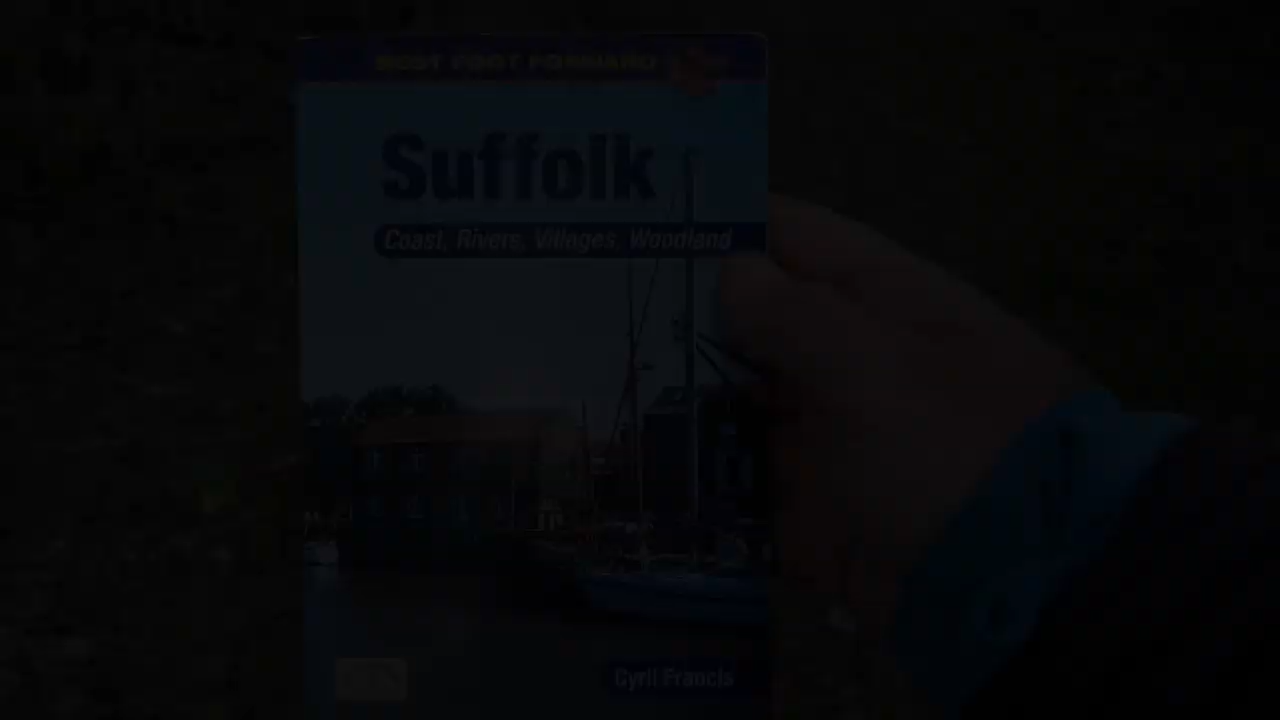 BEST FOOT FORWARD
Suffolk
Coast, Rivers, Villages, Woodland
Cyril Francis